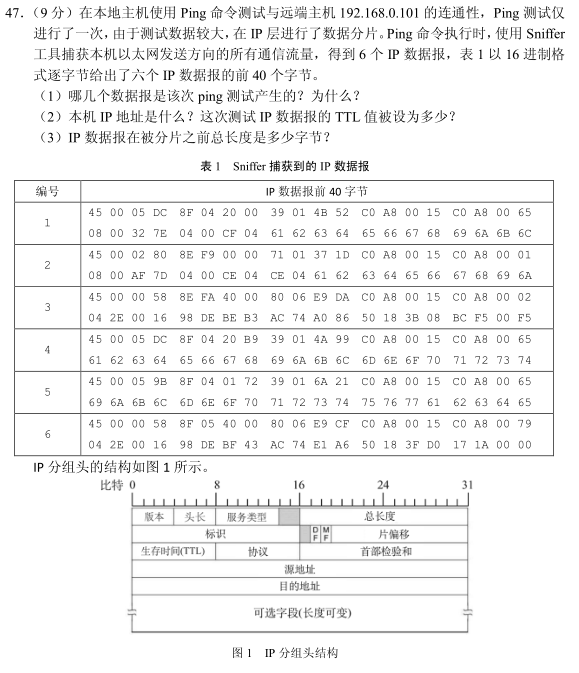 47.（9 分）在本地主机使用 Ping 命令测试与远端主机 192.168.0.101 的连通性，Ping 测试仅
进行了一次，由于测试数据较大，在 IP 层进行了数据分片。Ping 命令执行时，使用 Sniffer
工具捕获本机以太网发送方向的所有通信流量，得到 6 个 IP 数据报，表 1 以 16 进制格
式逐字节给出了六个 IP 数据报的前 40 个字节。
（1）哪几个数据报是该次 ping 测试产生的？为什么？
（2）本机 IP 地址是什么？这次测试 IP 数据报的 TTL 值被设为多少？
（3）IP 数据报在被分片之前总长度是多少字节？
表 1 Sniffer 捕获到的 IP 数据报
编号 IP 数据报前 40 字节
1
45 00 05 DC 8F 04 20 00 39 01 4B 52 C0 A8 00 15 C0 A8 00 65
08 00 32 7E 04 00 CF 04 61 62 63 64 65 66 67 68 69 6A 6B 6C
2
45 00 02 80 8E F9 00 00 71 01 37 1D C0 A8 00 15 C0 A8 00 01
08 00 AF 7D 04 00 CE 04 CE 04 61 62 63 64 65 66 67 68 69 6A
3
45 00 00 58 8E FA 40 00 80 06 E9 DA C0 A8 00 15 C0 A8 00 02
04 2E 00 16 98 DE BE B3 AC 74 A0 86 50 18 3B 08 BC F5 00 F5
4
45 00 05 DC 8F 04 20 B9 39 01 4A 99 C0 A8 00 15 C0 A8 00 65
61 62 63 64 65 66 67 68 69 6A 6B 6C 6D 6E 6F 70 71 72 73 74
5
45 00 05 9B 8F 04 01 72 39 01 6A 21 C0 A8 00 15 C0 A8 00 65
69 6A 6B 6C 6D 6E 6F 70 71 72 73 74 75 76 77 61 62 63 64 65
6
45 00 00 58 8F 05 40 00 80 06 E9 CF C0 A8 00 15 C0 A8 00 79
04 2E 00 16 98 DE BF 43 AC 74 E1 A6 50 18 3F D0 17 1A 00 00
IP 分组头的结构如图 1 所示。
比特 0 8 16 24 31
版本 头长 服务类型 总长度
标识 DF MF 片偏移
生存时间(TTL) 协议 首部检验和
源地址
目的地址
可选字段(长度可变)
图 1 IP 分组头结构